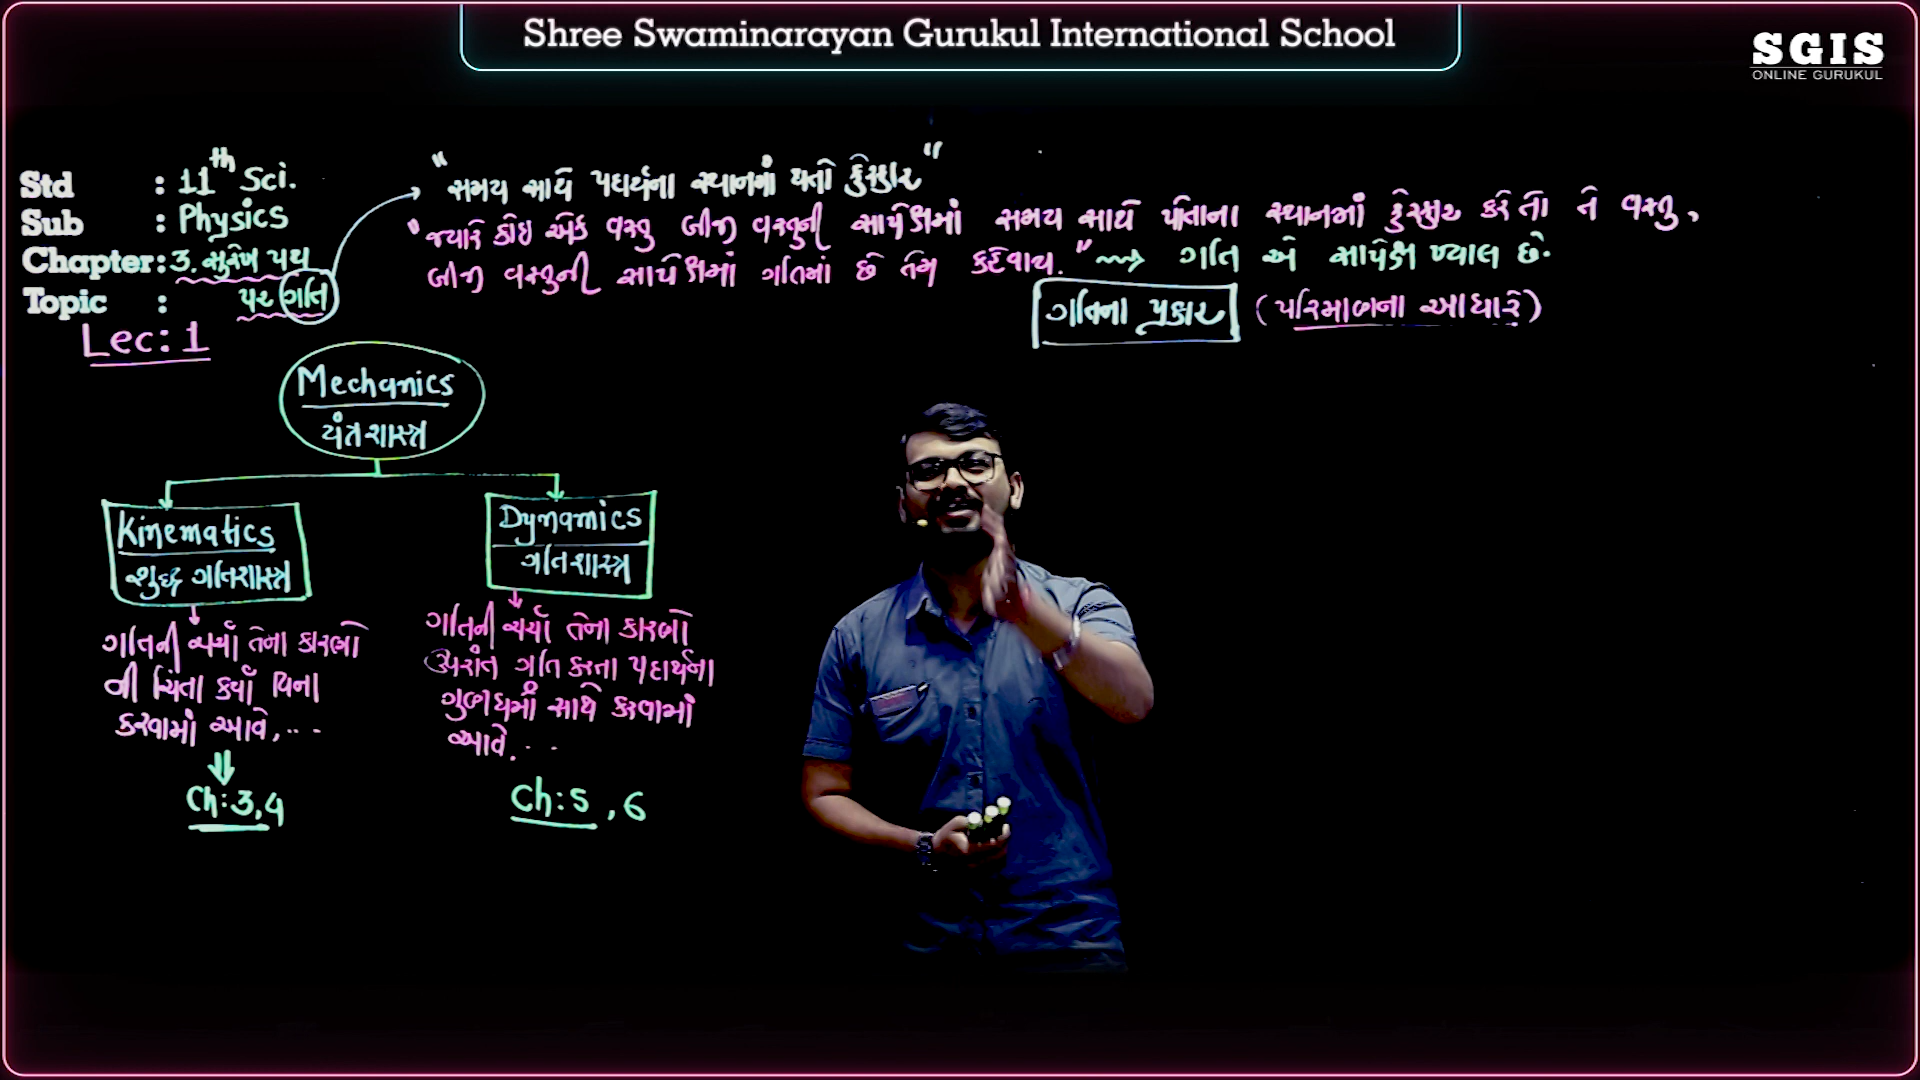 Shree Swaminarayan Gurukul International School
SGIS
ONLINE GURUKUL
Std : 11th Sci.
Sub : Physics
Chapter: 3. સુરેખ પથ
Topic : પર ગતિ
Lec: 1
"સમય સાથે પદાર્થના સ્થાનમાં થતો ફેરફાર"
"જ્યારે કોઇ એક વસ્તુ બીજી વસ્તુની સાપેક્ષમાં સમય સાથે પોતાના સ્થાનમાં ફેરફાર કરે તો તે વસ્તુ,
બીજી વસ્તુની સાપેક્ષમાં ગતિમાં છે તેમ કહેવાય." ⟿ ગતિ એ સાપેક્ષ ખ્યાલ છે.
ગતિના પ્રકાર (પરિમાણના આધારે)
Mechanics
યંત્રશાસ્ત્ર
Kinematics
શુદ્ધ ગતિશાસ્ત્ર
ગતિની ચર્ચા તેના કારણો
ની ચિંતા કર્યા વિના
કરવામાં આવે,...
Ch:3,4
Dynamics
ગતિશાસ્ત્ર
ગતિની ચર્ચા તેના કારણો
ઉપરાંત ગતિ કરતા પદાર્થના
ગુણધર્મો સાથે કરવામાં
આવે...
Ch:5, 6